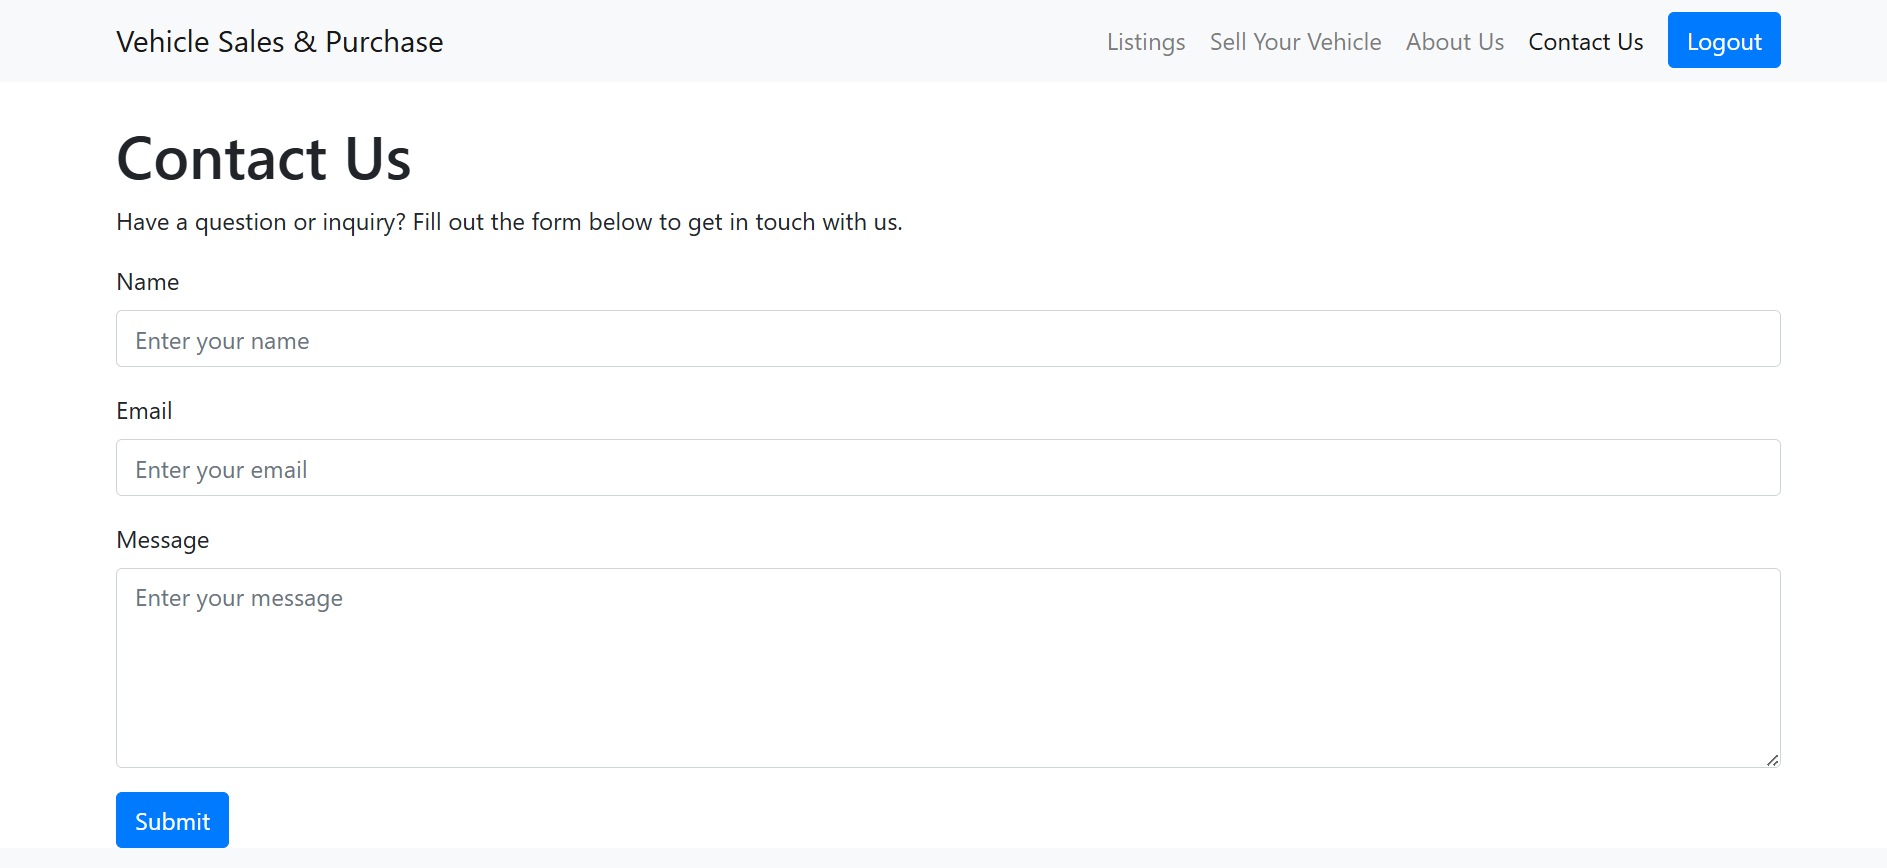 Vehicle Sales & Purchase Listings Sell Your Vehicle About Us Contact Us Logout
Contact Us
Have a question or inquiry? Fill out the form below to get in touch with us.
Name
Enter your name
Email
Enter your email
Message
Enter your message
Submit